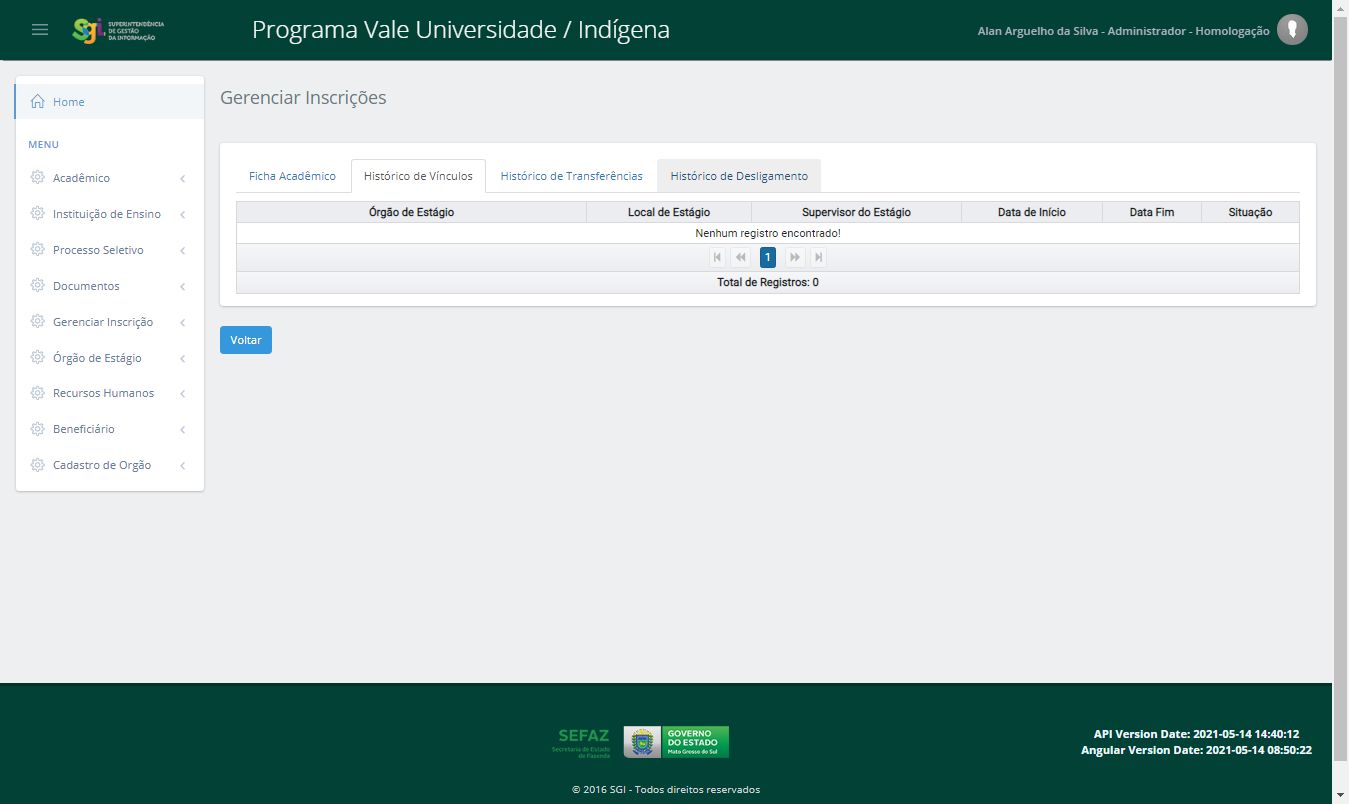 SUPERINTENDÊNCIA
DE GESTÃO
DA INFORMAÇÃO
Sgi.
Programa Vale Universidade / Indígena
Alan Arguelho da Silva - Administrador - Homologação
Home
MENU
Acadêmico
Instituição de Ensino
Processo Seletivo
Documentos
Gerenciar Inscrição
Órgão de Estágio
Recursos Humanos
Beneficiário
Cadastro de Orgão
Gerenciar Inscrições
Ficha Acadêmico
Histórico de Vínculos
Histórico de Transferências
Histórico de Desligamento
Órgão de Estágio
Local de Estágio
Supervisor do Estágio
Data de Início
Data Fim
Situação
Nenhum registro encontrado!
1
Total de Registros: 0
Voltar
SEFAZ
Secretaria de Estado
de Fazenda
GOVERNO
DO ESTADO
Mato Grosso do Sul
API Version Date: 2021-05-14 14:40:12
Angular Version Date: 2021-05-14 08:50:22
© 2016 SGI - Todos direitos reservados